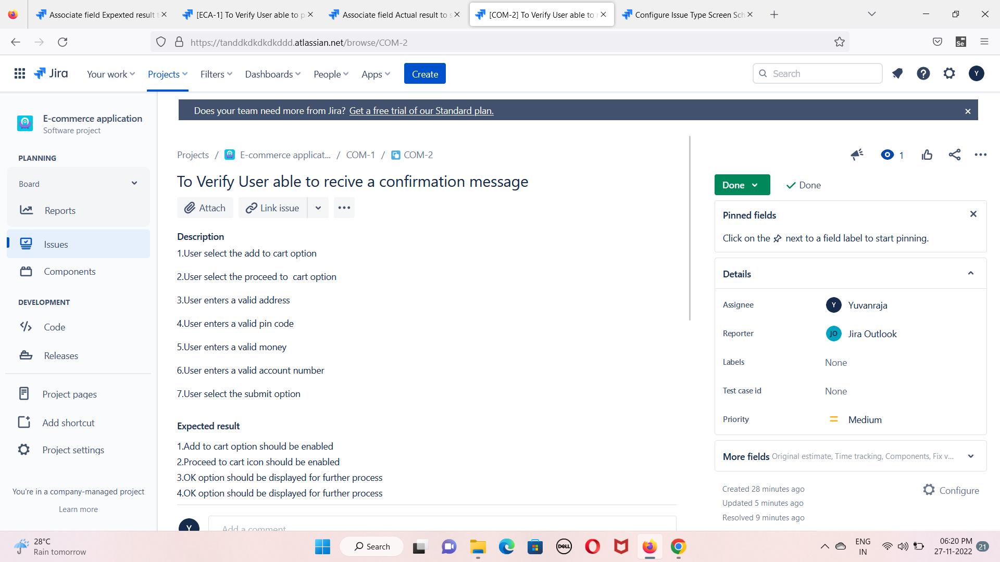 Associate field Expexted result t
[ECA-1] To Verify User able to p
Associate field Actual result to s
[COM-2] To Verify User able to r
Configure Issue Type Screen Sch
https://tanddkdkdkdkddd.atlassian.net/browse/COM-2
Se
Jira
Your work
Projects
Filters
Dashboards
People
Apps
Create
Search
Y
E-commerce application
Software project
Does your team need more from Jira? Get a free trial of our Standard plan.
PLANNING
Board
Reports
Issues
Components
DEVELOPMENT
Code
Releases
Project pages
Add shortcut
Project settings
You're in a company-managed project
Learn more
Projects / E-commerce applicat... / COM-1 / COM-2
To Verify User able to recive a confirmation message
Attach
Link issue
Description
1.User select the add to cart option
2.User select the proceed to  cart option
3.User enters a valid address
4.User enters a valid pin code
5.User enters a valid money
6.User enters a valid account number
7.User select the submit option
Expected result
1.Add to cart option should be enabled
2.Proceed to cart icon should be enabled
3.OK option should be displayed for further process
4.OK option should be displayed for further process
Y
Add a comment
1
Done
Done
Pinned fields
Click on the next to a field label to start pinning.
Details
Assignee
Y Yuvanraja
Reporter
JO Jira Outlook
Labels
None
Test case id
None
Priority
Medium
More fields Original estimate, Time tracking, Components, Fix v...
Created 28 minutes ago
Configure
Updated 5 minutes ago
Resolved 9 minutes ago
28°C
Rain tomorrow
Search
DELL
ENG
IN
06:20 PM
27-11-2022
21